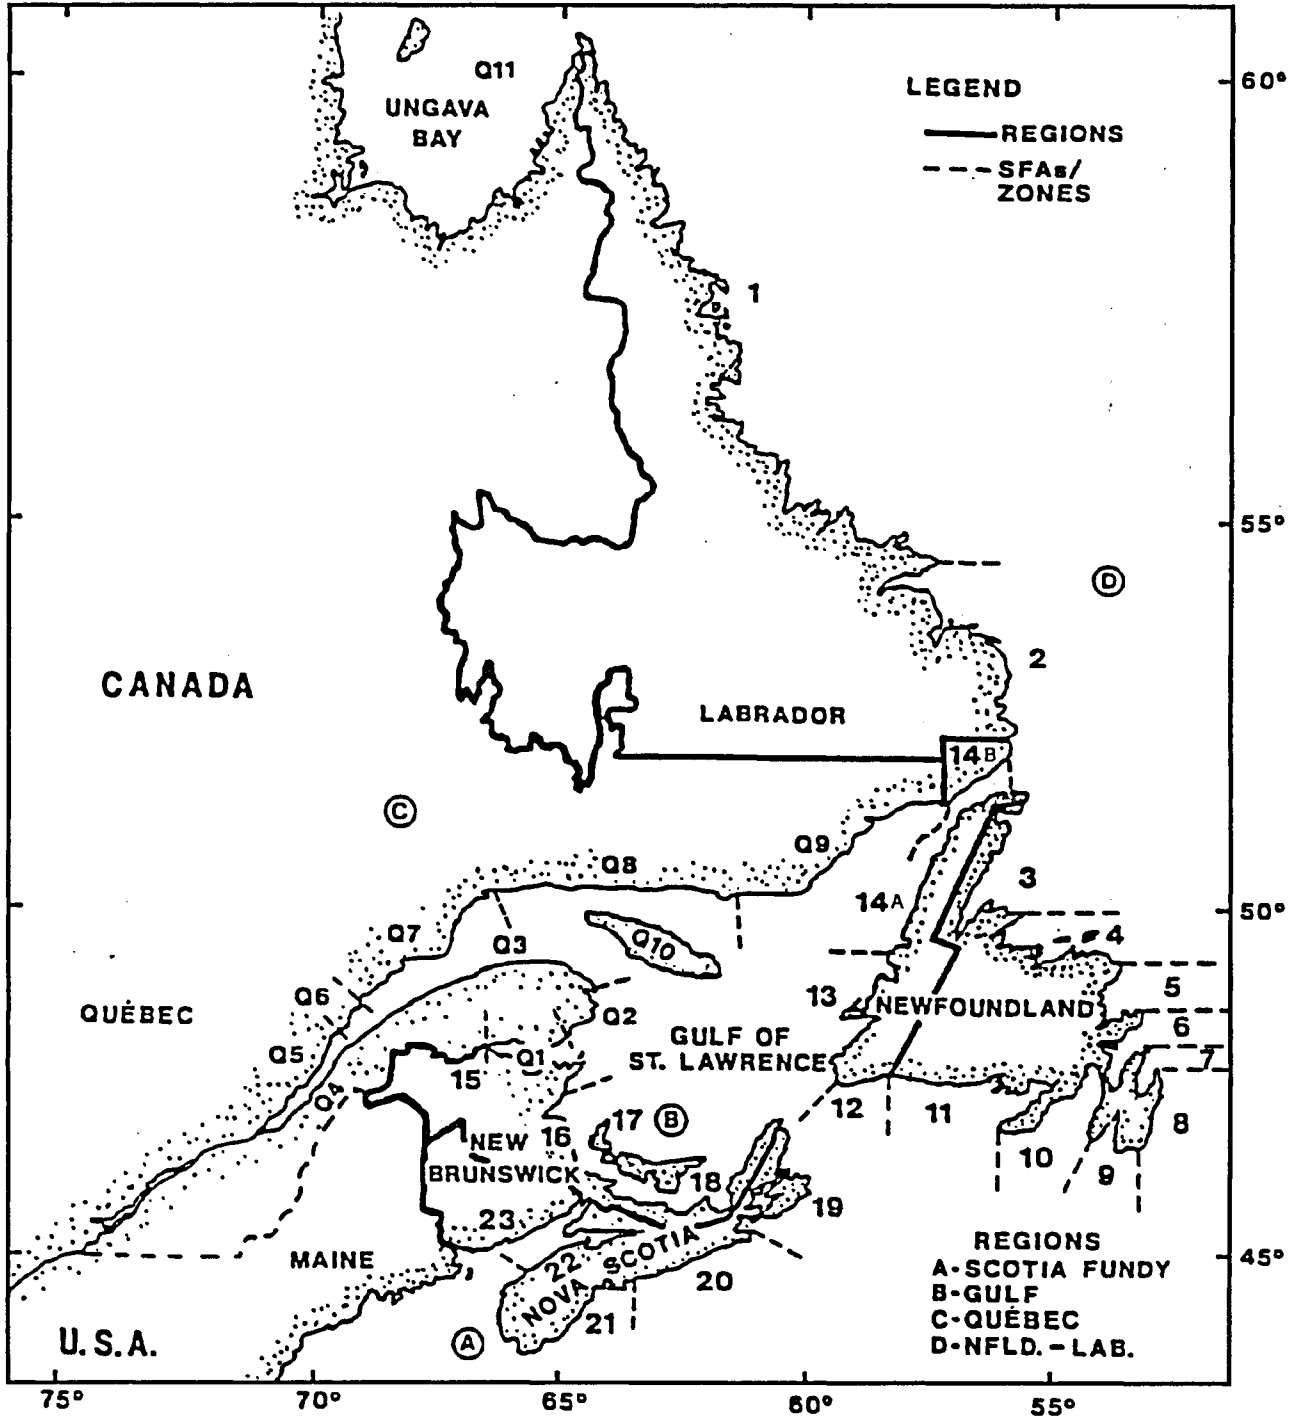 Q11
UNGAVA
BAY
LEGEND
REGIONS
SFAs/
ZONES
60°
1
55°
D
2
CANADA
LABRADOR
14B
C
Q9
Q8
3
14A
50°
Q7
Q3
Q10
4
Q6
13
5
QUÉBEC
Q2
NEWFOUNDLAND
6
GULF OF
ST. LAWRENCE
Q5
Q1
7
15
Q4
12
11
8
17
B
16
NEW
BRUNSWICK
10
9
18
19
23
MAINE
22
NOVA SCOTIA
20
21
REGIONS
A-SCOTIA FUNDY
B-GULF
C-QUÉBEC
D-NFLD.-LAB.
45°
U.S.A.
A
75°
70°
65°
60°
55°